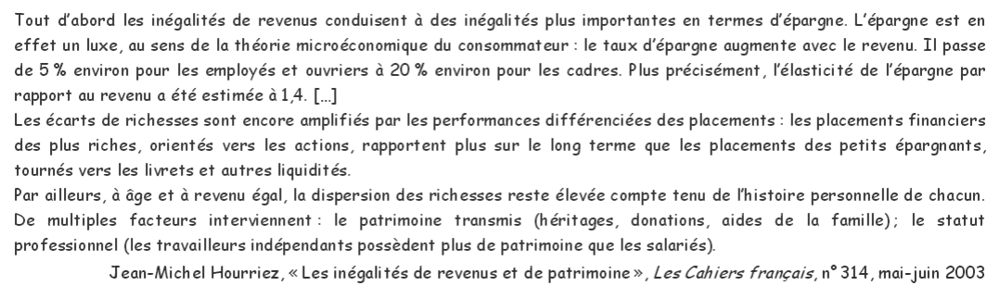 Tout d’abord les inégalités de revenus conduisent à des inégalités plus importantes en termes d’épargne. L’épargne est en
effet un luxe, au sens de la théorie microéconomique du consommateur : le taux d’épargne augmente avec le revenu. Il passe
de 5 % environ pour les employés et ouvriers à 20 % environ pour les cadres. Plus précisément, l’élasticité de l’épargne par
rapport au revenu a été estimée à 1,4. […]
Les écarts de richesses sont encore amplifiés par les performances différenciées des placements : les placements financiers
des plus riches, orientés vers les actions, rapportent plus sur le long terme que les placements des petits épargnants,
tournés vers les livrets et autres liquidités.
Par ailleurs, à âge et à revenu égal, la dispersion des richesses reste élevée compte tenu de l’histoire personnelle de chacun.
De multiples facteurs interviennent : le patrimoine transmis (héritages, donations, aides de la famille) ; le statut
professionnel (les travailleurs indépendants possèdent plus de patrimoine que les salariés).
Jean-Michel Hourriez, « Les inégalités de revenus et de patrimoine », Les Cahiers français, n° 314, mai-juin 2003